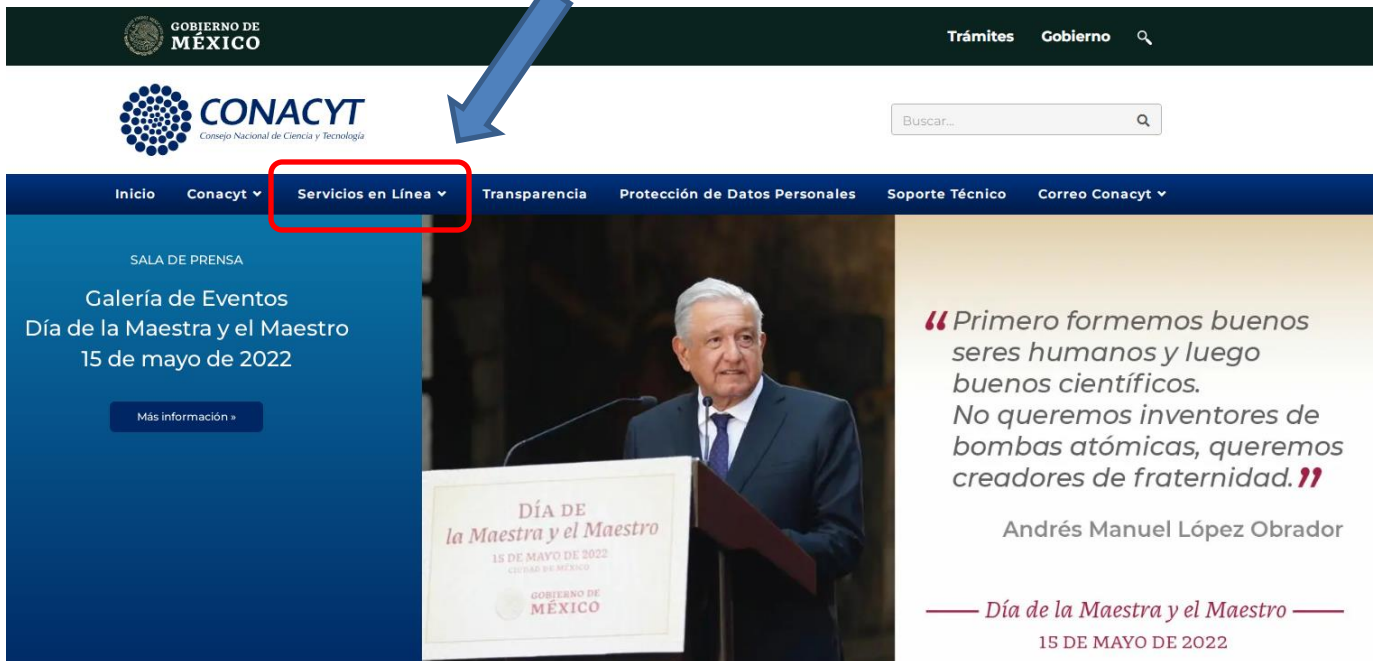 GOBIERNO DE
MÉXICO
Trámites Gobierno
CONACYT
Consejo Nacional de Ciencia y Tecnología
Buscar...
Inicio Conacyt Servicios en Línea Transparencia Protección de Datos Personales Soporte Técnico Correo Conacyt
SALA DE PRENSA
Galería de Eventos
Día de la Maestra y el Maestro
15 de mayo de 2022
Más información »
DÍA DE
la Maestra y el Maestro
15 DE MAYO DE 2022
CIUDAD DE MÉXICO
GOBIERNO DE
MÉXICO
“Primero formemos buenos
seres humanos y luego
buenos científicos.
No queremos inventores de
bombas atómicas, queremos
creadores de fraternidad.”
Andrés Manuel López Obrador
Día de la Maestra y el Maestro
15 DE MAYO DE 2022